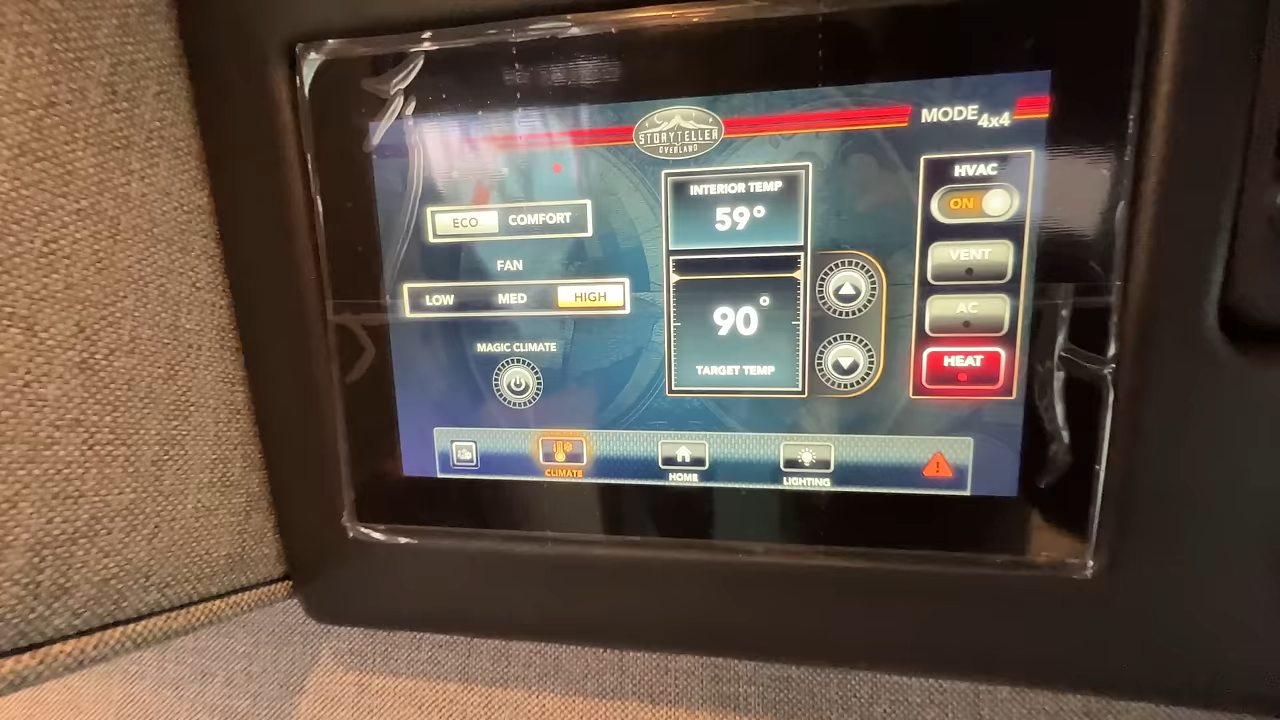 STORYTELLER
OVERLAND
MODE 4x4
ECO COMFORT
FAN
LOW MED HIGH
MAGIC CLIMATE
INTERIOR TEMP
59°
90°
TARGET TEMP
HVAC
ON
VENT
AC
HEAT
CLIMATE
HOME
LIGHTING